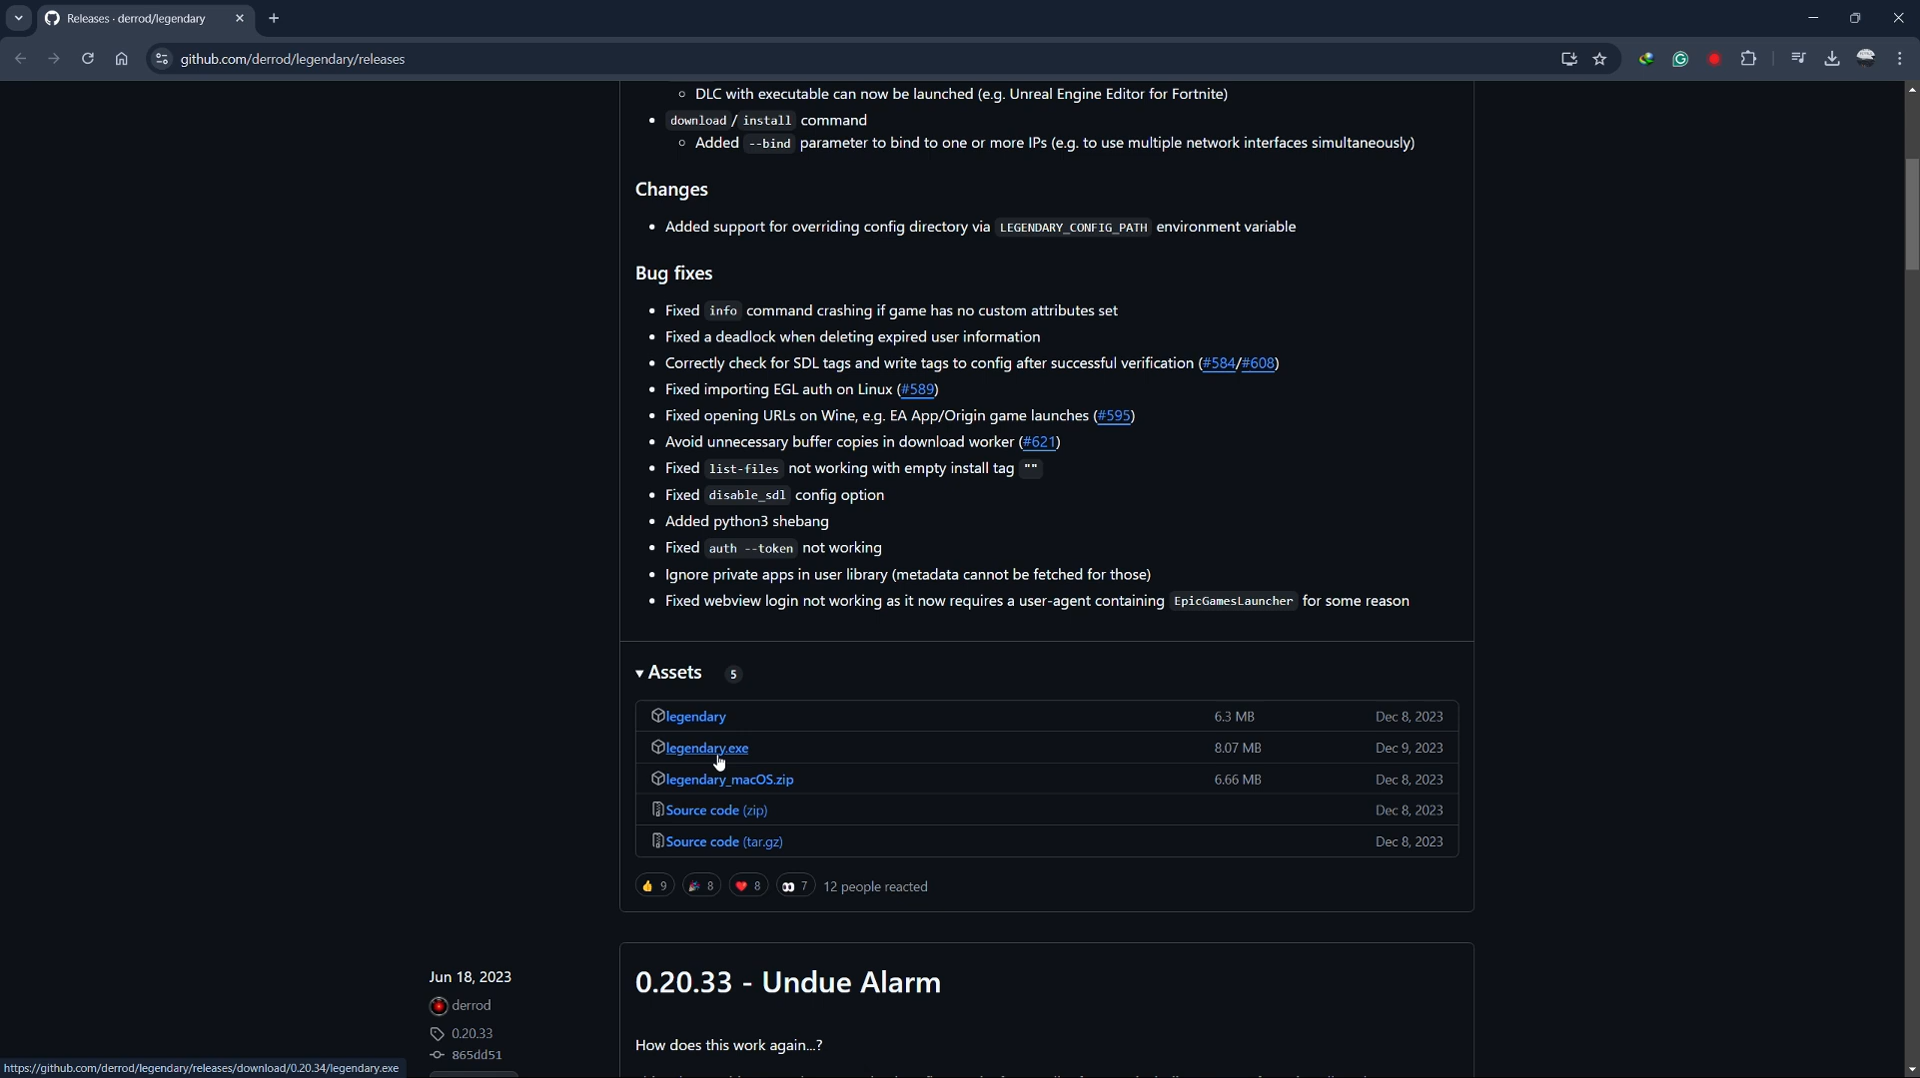 Releases · derrod/legendary
github.com/derrod/legendary/releases
DLC with executable can now be launched (e.g. Unreal Engine Editor for Fortnite)
download / install command
Added --bind parameter to bind to one or more IPs (e.g. to use multiple network interfaces simultaneously)
Changes
Added support for overriding config directory via LEGENDARY_CONFIG_PATH environment variable
Bug fixes
Fixed info command crashing if game has no custom attributes set
Fixed a deadlock when deleting expired user information
Correctly check for SDL tags and write tags to config after successful verification (#584/#608)
Fixed importing EGL auth on Linux (#589)
Fixed opening URLs on Wine, e.g. EA App/Origin game launches (#595)
Avoid unnecessary buffer copies in download worker (#621)
Fixed list-files not working with empty install tag ""
Fixed disable_sdl config option
Added python3 shebang
Fixed auth --token not working
Ignore private apps in user library (metadata cannot be fetched for those)
Fixed webview login not working as it now requires a user-agent containing EpicGamesLauncher for some reason
Assets 5
legendary 6.3 MB Dec 8, 2023
legendary.exe 8.07 MB Dec 9, 2023
legendary_macOS.zip 6.66 MB Dec 8, 2023
Source code (zip) Dec 8, 2023
Source code (tar.gz) Dec 8, 2023
👍 9 🎉 8 ❤️ 8 👀 7 12 people reacted
Jun 18, 2023
derrod
0.20.33
865dd51
0.20.33 - Undue Alarm
How does this work again...?
https://github.com/derrod/legendary/releases/download/0.20.34/legendary.exe